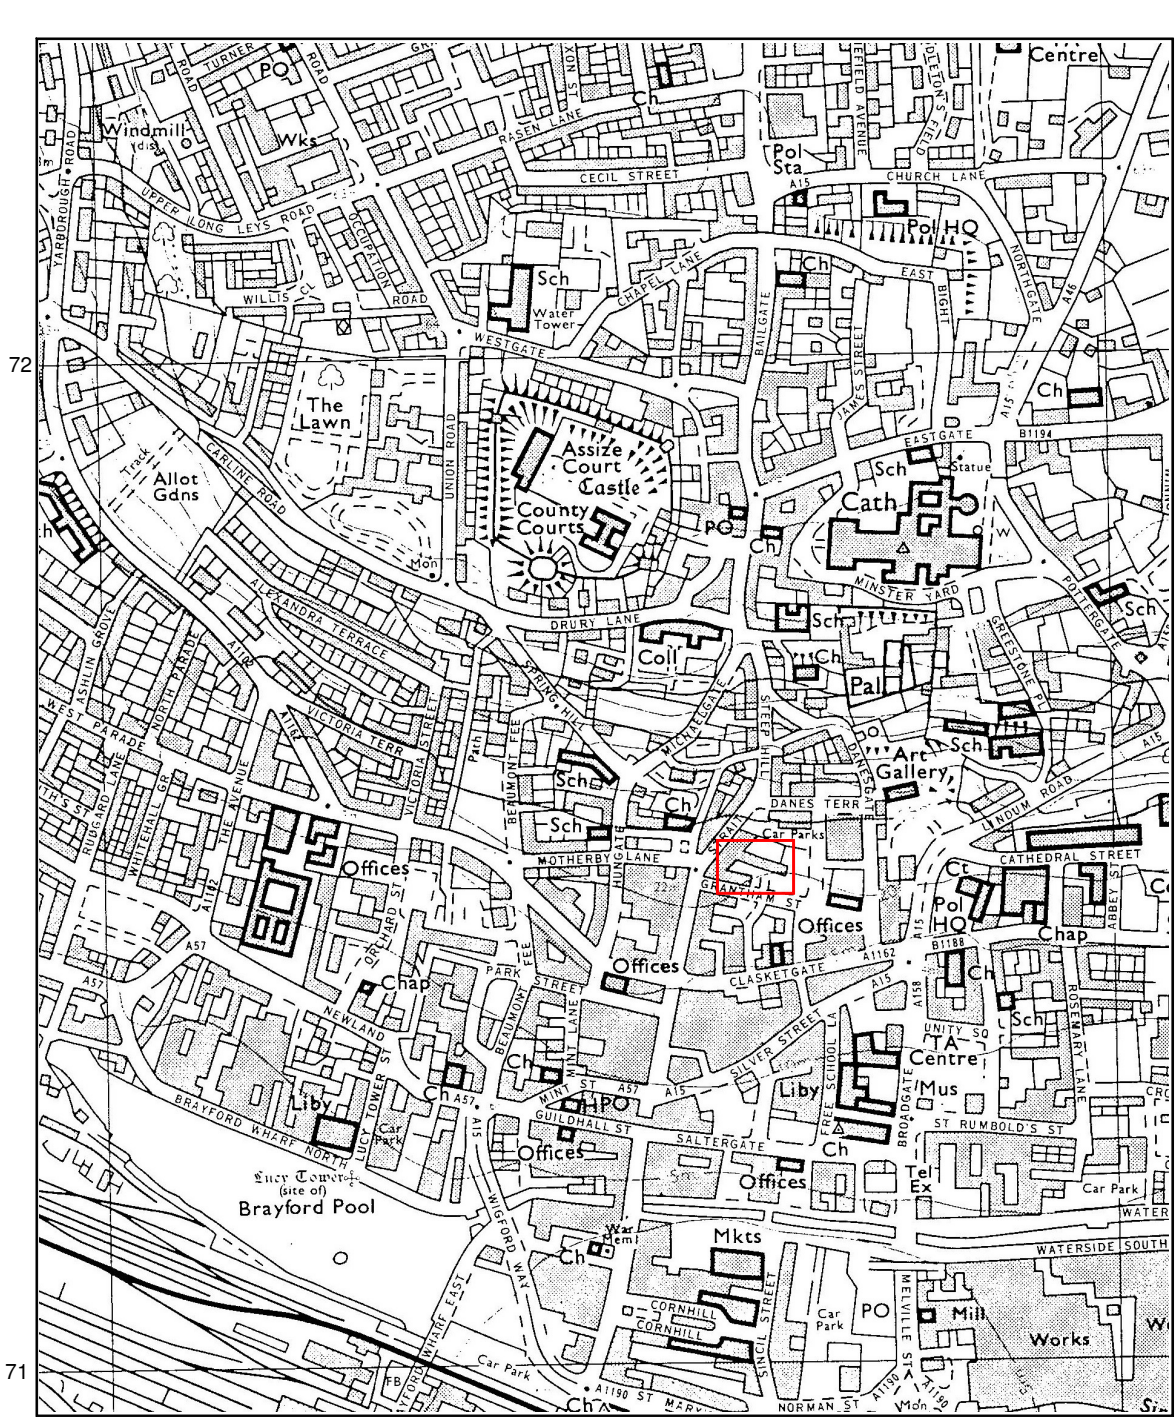 Centre
TURNER
ROAD
PO
ROAD
Ch
Windmill
(dis)
Wks
RASEN LANE
YARBOROUGH ROAD
Pol
Sta
A15
CECIL STREET
CHURCH LANE
UPPER LONG LEYS ROAD
OCCUPATION
ROAD
Pol HQ
NORTHGATE
Sch
CHAPEL LANE
Ch
EAST
BIGHT
A46
WILLIS CL
Water
Tower
BAILGATE
WESTGATE
JAMES STREET
72
The
Lawn
UNION ROAD
Ch
A15
EASTGATE
B1194
Assize
Court
Castle
Sch
Statue
Track
Allot
Gdns
CARLINE ROAD
County
Courts
PO
Ch
Cath
W
Mon
MINSTER YARD
POTTERGATE
Sch
ALEXANDRA TERRACE
ASHLIN GROVE
NORTH PARADE
DRURY LANE
Coll
Sch
Ch
GREESTONE PL
A1102
SPRING HILL
MICHAELGATE
STEEP HILL
Pal
WEST PARADE
A1102
VICTORIA TERR
VICTORIA STREET
Path
BEAUMONT FEE
DANESGATE
Art
Gallery
Sch
A15
LINDUM ROAD
Sch
Ch
DANES TERR
RUDGARD LANE
WHITEHALL GR
THE AVENUE
Sch
STRAIT
Car Parks
MOTHERBY LANE
HUNGATE
CATHEDRAL STREET
Offices
A1102
ORCHARD ST
22m
GRANTHAM ST
Offices
Ct
Pol
HQ
A15
ABBEY ST
Chap
B1188
A57
A57
Offices
CLASKETGATE
A1162
A15
Ch
A158
PARK STREET
Chap
NEWLAND
BEAUMONT FEE
MINT LANE
SILVER STREET
FREE SCHOOL LA
Sch
UNITY SQ
TA
Centre
ROSEMARY LANE
Ch
Ch
A57
MINT ST
A57
A15
HPO
Liby
Mus
BROADGATE
BRAYFORD WHARF
NORTH
Liby
LUCY TOWER ST
Car
Park
A15
GUILDHALL ST
SALTERGATE
ST RUMBOLD'S ST
Ch
Offices
Offices
Tel
Ex
Lucy Tower
(site of)
Brayford Pool
Car Park
WATER
WIGFORD WAY
War
Meml
Ch
Mkts
WATERSIDE SOUTH
CORNHILL
CORNHILL
SINCIL STREET
Car
Park
PO
MELVILLE ST
Mill
Works
71
Car Park
FB
A1190
ST MARY
NORMAN ST
A1190
A1190
Mon
Ch